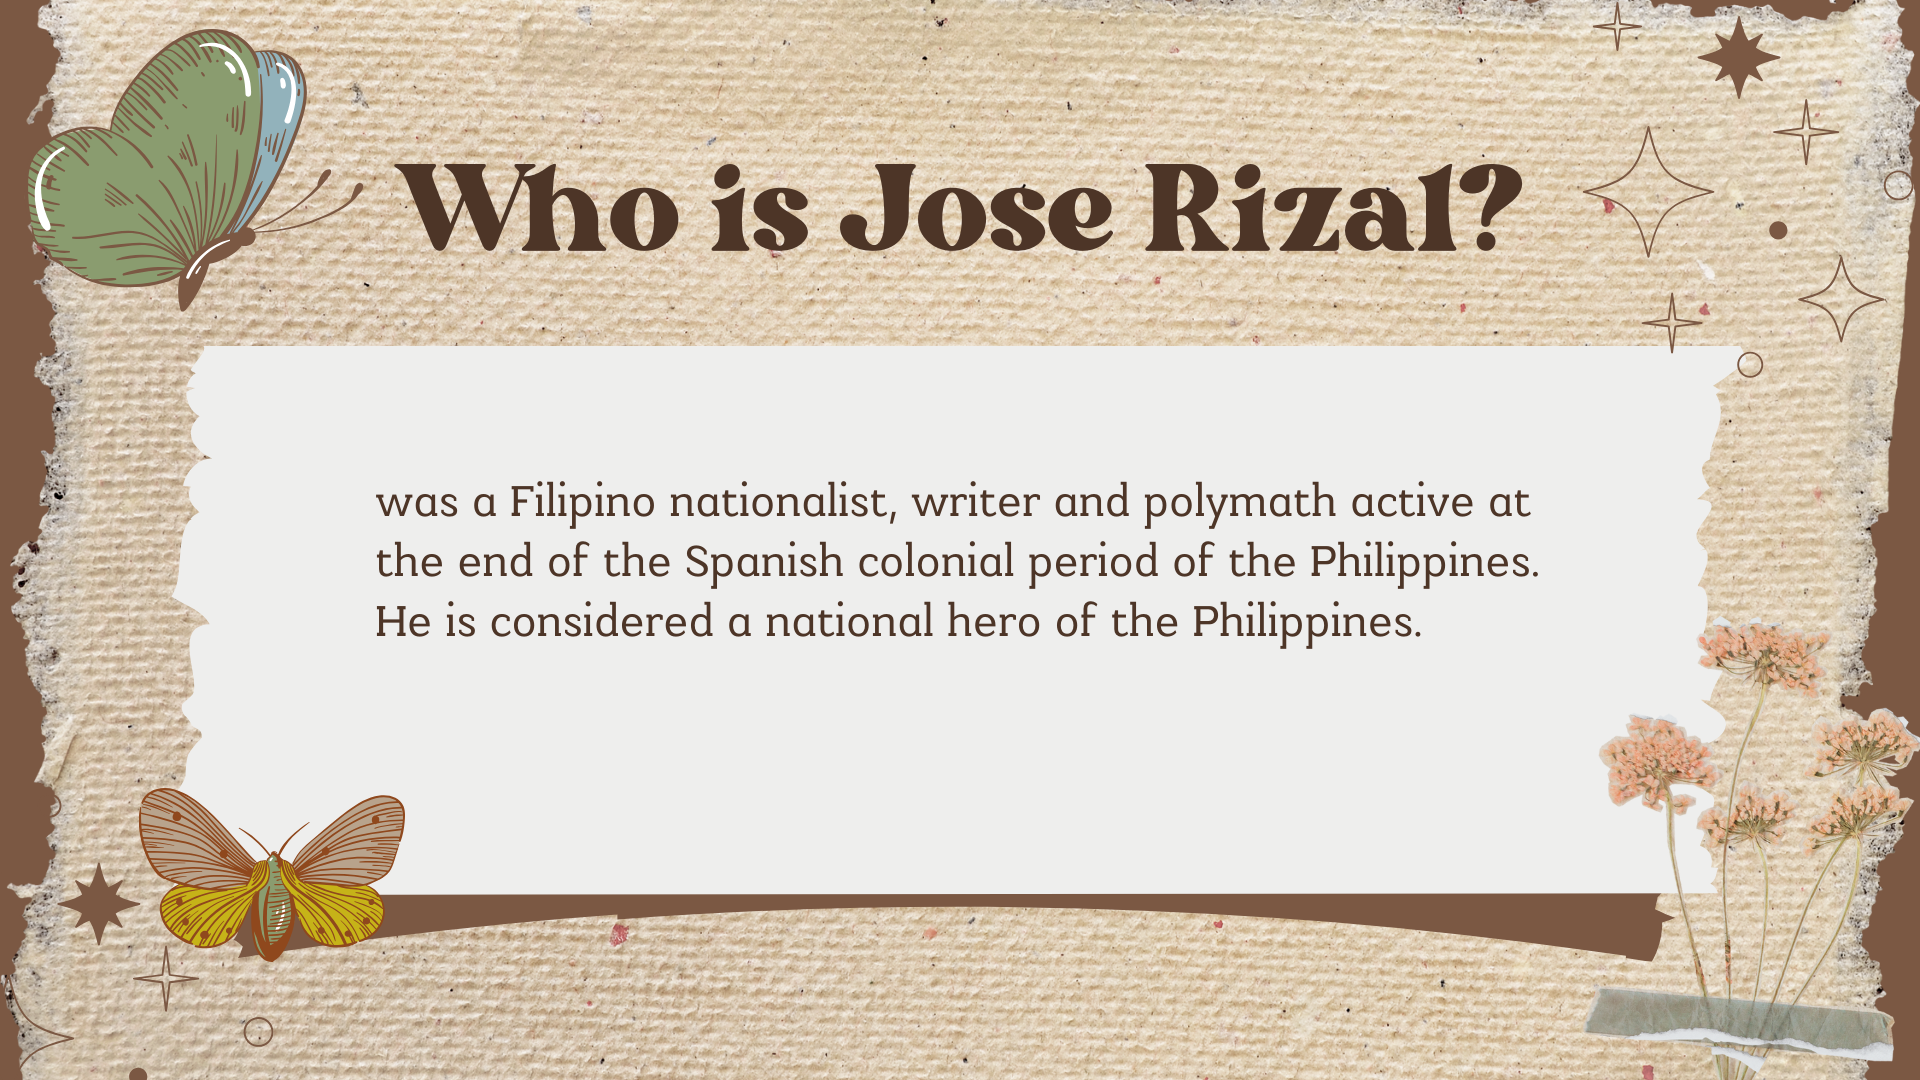 Who is Jose Rizal?
was a Filipino nationalist, writer and polymath active at
the end of the Spanish colonial period of the Philippines.
He is considered a national hero of the Philippines.